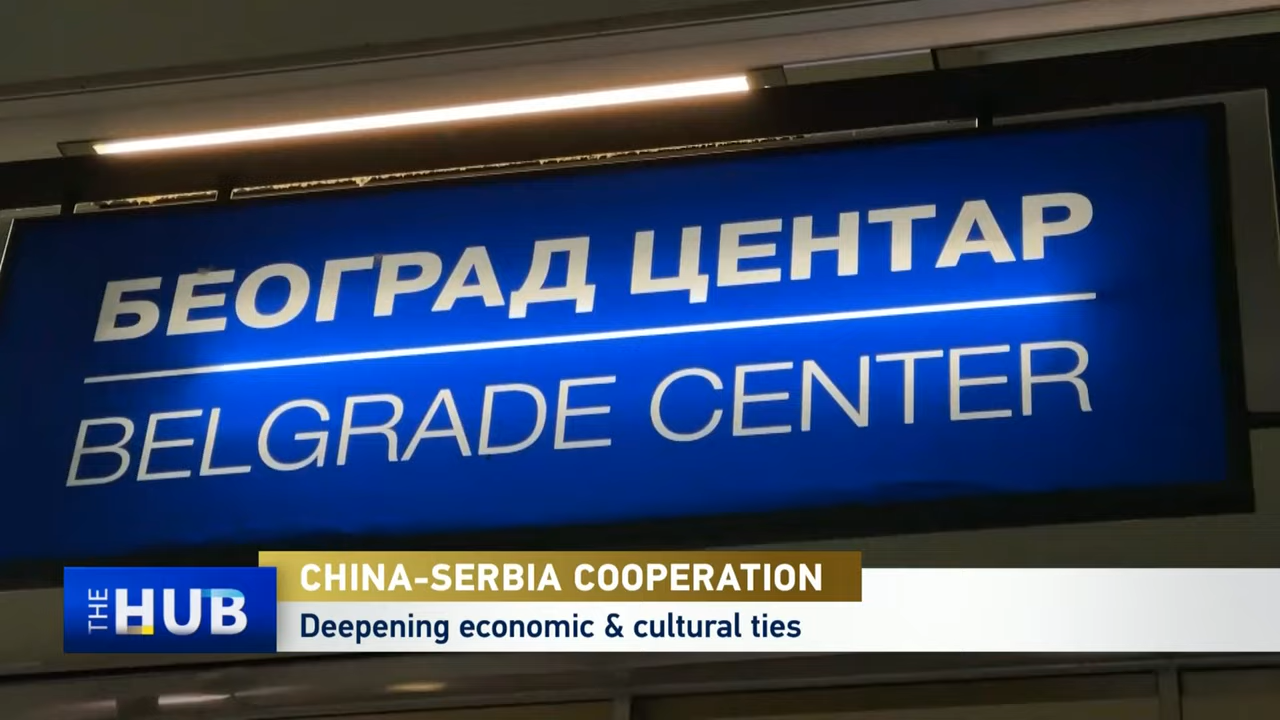 БЕОГРАД ЦЕНТАР
BELGRADE CENTER
THE HUB
CHINA-SERBIA COOPERATION
Deepening economic & cultural ties